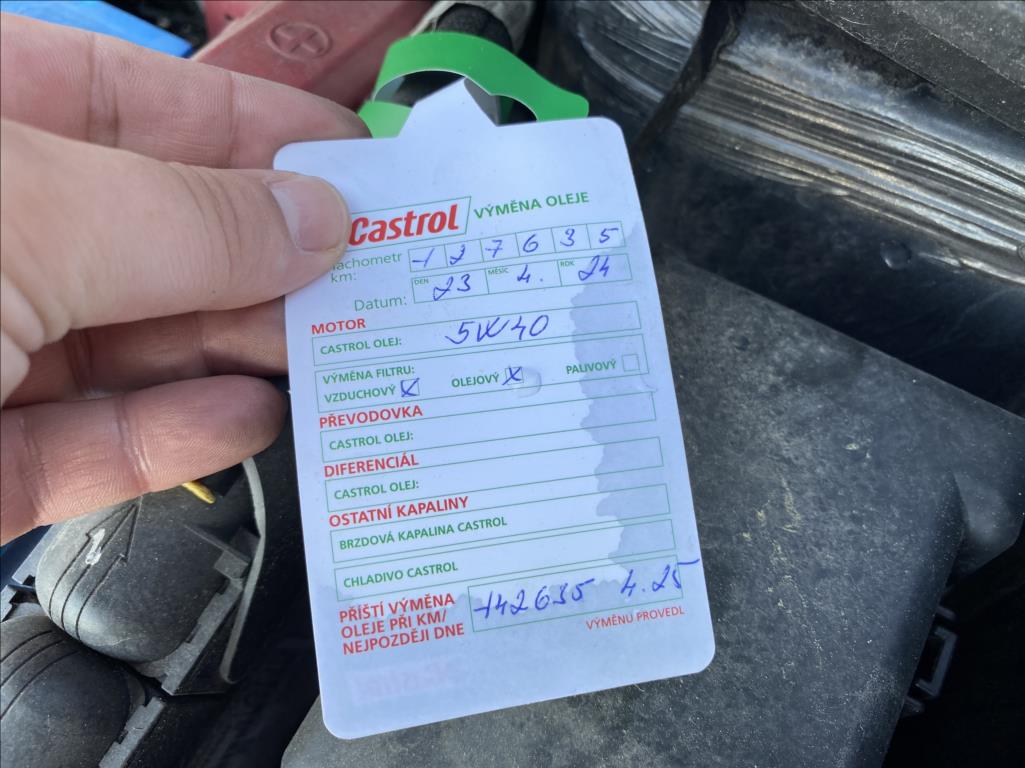 Castrol VÝMĚNA OLEJE
Tachometr km: 127635
DEN MĚSÍC ROK
Datum: 23 4. 24
MOTOR
CASTROL OLEJ: 5W40
VÝMĚNA FILTRU:
VZDUCHOVÝ X OLEJOVÝ X PALIVOVÝ
PŘEVODOVKA
CASTROL OLEJ:
DIFERENCIÁL
CASTROL OLEJ:
OSTATNÍ KAPALINY
BRZDOVÁ KAPALINA CASTROL
CHLADIVO CASTROL
PŘÍŠTÍ VÝMĚNA
OLEJE PŘI KM/
NEJPOZDĚJI DNE
142635 4.25
VÝMĚNU PROVEDL